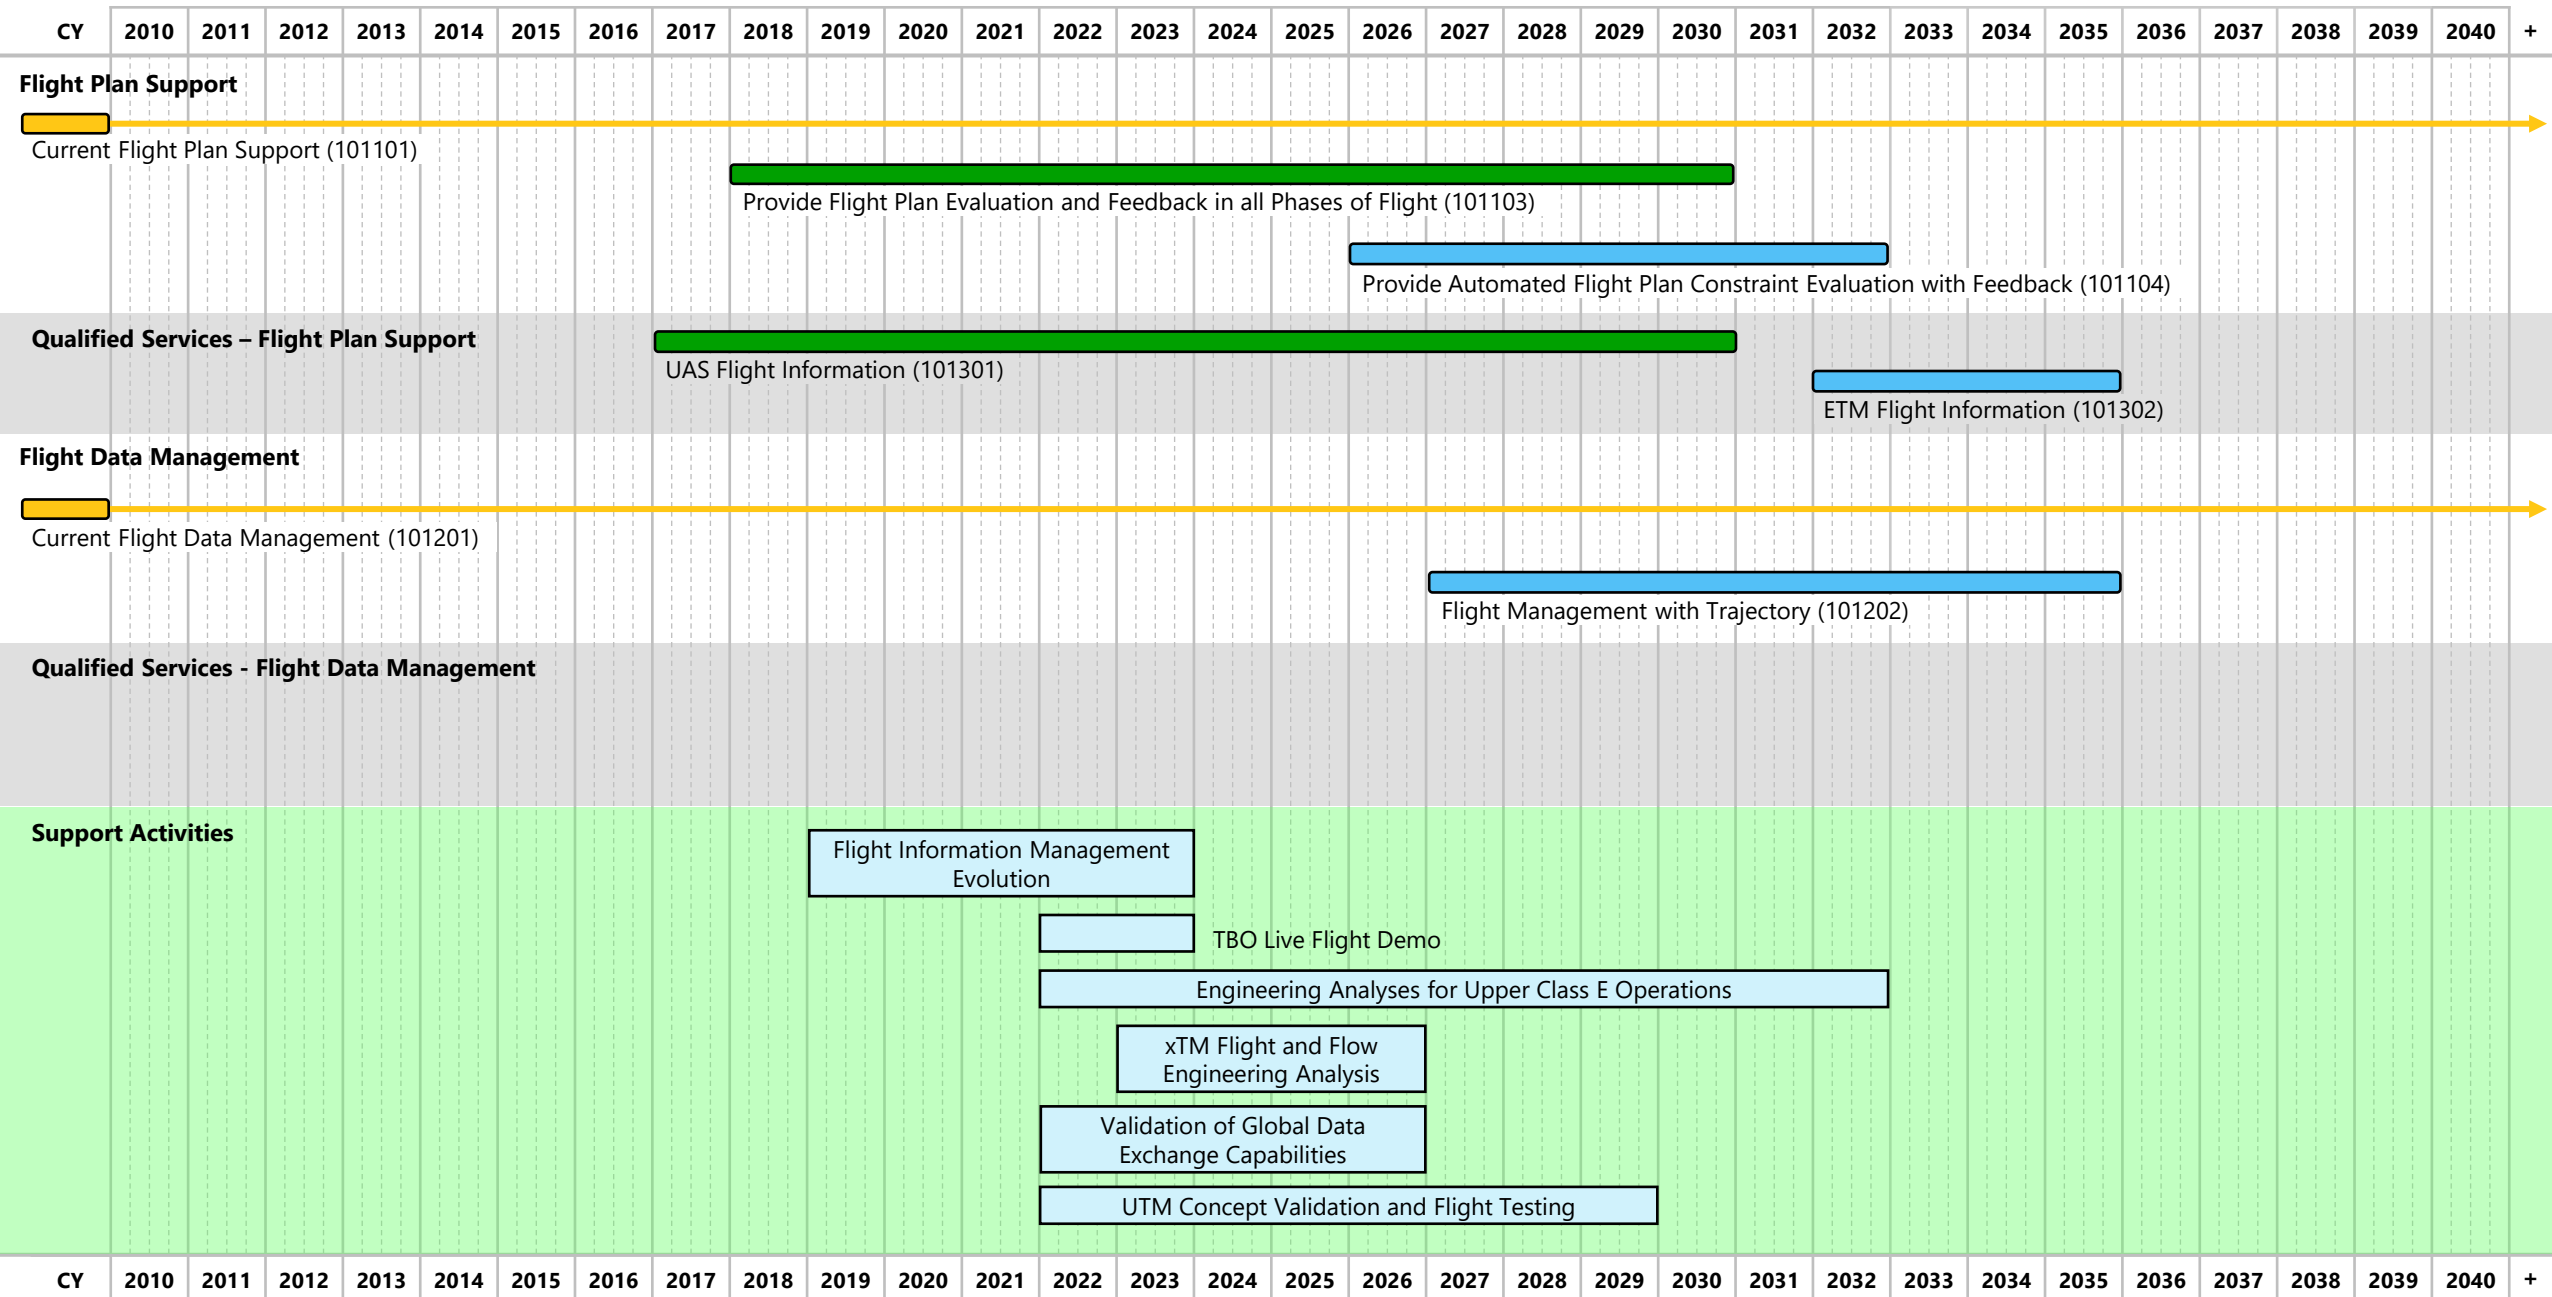 CY 2010 2011 2012 2013 2014 2015 2016 2017 2018 2019 2020 2021 2022 2023 2024 2025 2026 2027 2028 2029 2030 2031 2032 2033 2034 2035 2036 2037 2038 2039 2040 +
Flight Plan Support
Current Flight Plan Support (101101)
Provide Flight Plan Evaluation and Feedback in all Phases of Flight (101103)
Provide Automated Flight Plan Constraint Evaluation with Feedback (101104)
Qualified Services – Flight Plan Support
UAS Flight Information (101301)
ETM Flight Information (101302)
Flight Data Management
Current Flight Data Management (101201)
Flight Management with Trajectory (101202)
Qualified Services - Flight Data Management
Support Activities
Flight Information Management
Evolution
TBO Live Flight Demo
Engineering Analyses for Upper Class E Operations
xTM Flight and Flow
Engineering Analysis
Validation of Global Data
Exchange Capabilities
UTM Concept Validation and Flight Testing
CY 2010 2011 2012 2013 2014 2015 2016 2017 2018 2019 2020 2021 2022 2023 2024 2025 2026 2027 2028 2029 2030 2031 2032 2033 2034 2035 2036 2037 2038 2039 2040 +